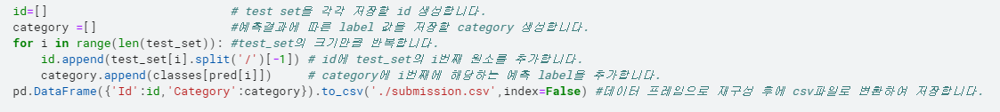 id=[]                          # test set을 각각 저장할 id 생성합니다.
category =[]                   #예측결과에 따른 label 값을 저장할 category 생성합니다.
for i in range(len(test_set)): #test_set의 크기만큼 반복합니다.
    id.append(test_set[i].split('/')[-1]) # id에 test_set의 i번째 원소를 추가합니다.
    category.append(classes[pred[i]])     # category에 i번째에 해당하는 예측 label을 추가합니다.
pd.DataFrame({'Id':id,'Category':category}).to_csv('./submission.csv',index=False) #데이터 프레임으로 재구성 후에 csv파일로 변환하여 저장합니다.